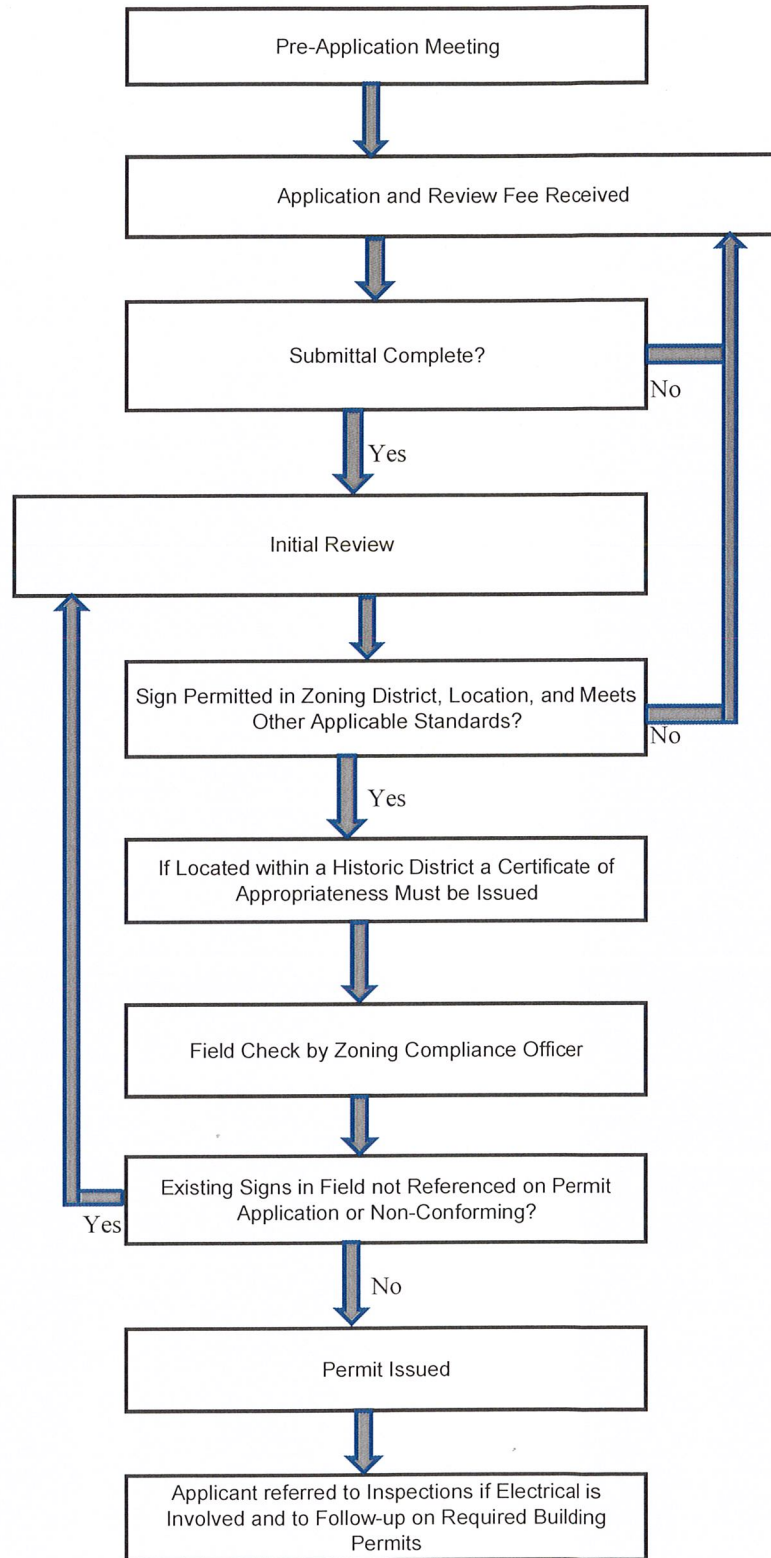 Pre-Application Meeting
Application and Review Fee Received
Submittal Complete?
No
Yes
Initial Review
Sign Permitted in Zoning District, Location, and Meets
Other Applicable Standards?
No
Yes
If Located within a Historic District a Certificate of
Appropriateness Must be Issued
Field Check by Zoning Compliance Officer
Existing Signs in Field not Referenced on Permit
Application or Non-Conforming?
Yes
No
Permit Issued
Applicant referred to Inspections if Electrical is
Involved and to Follow-up on Required Building
Permits